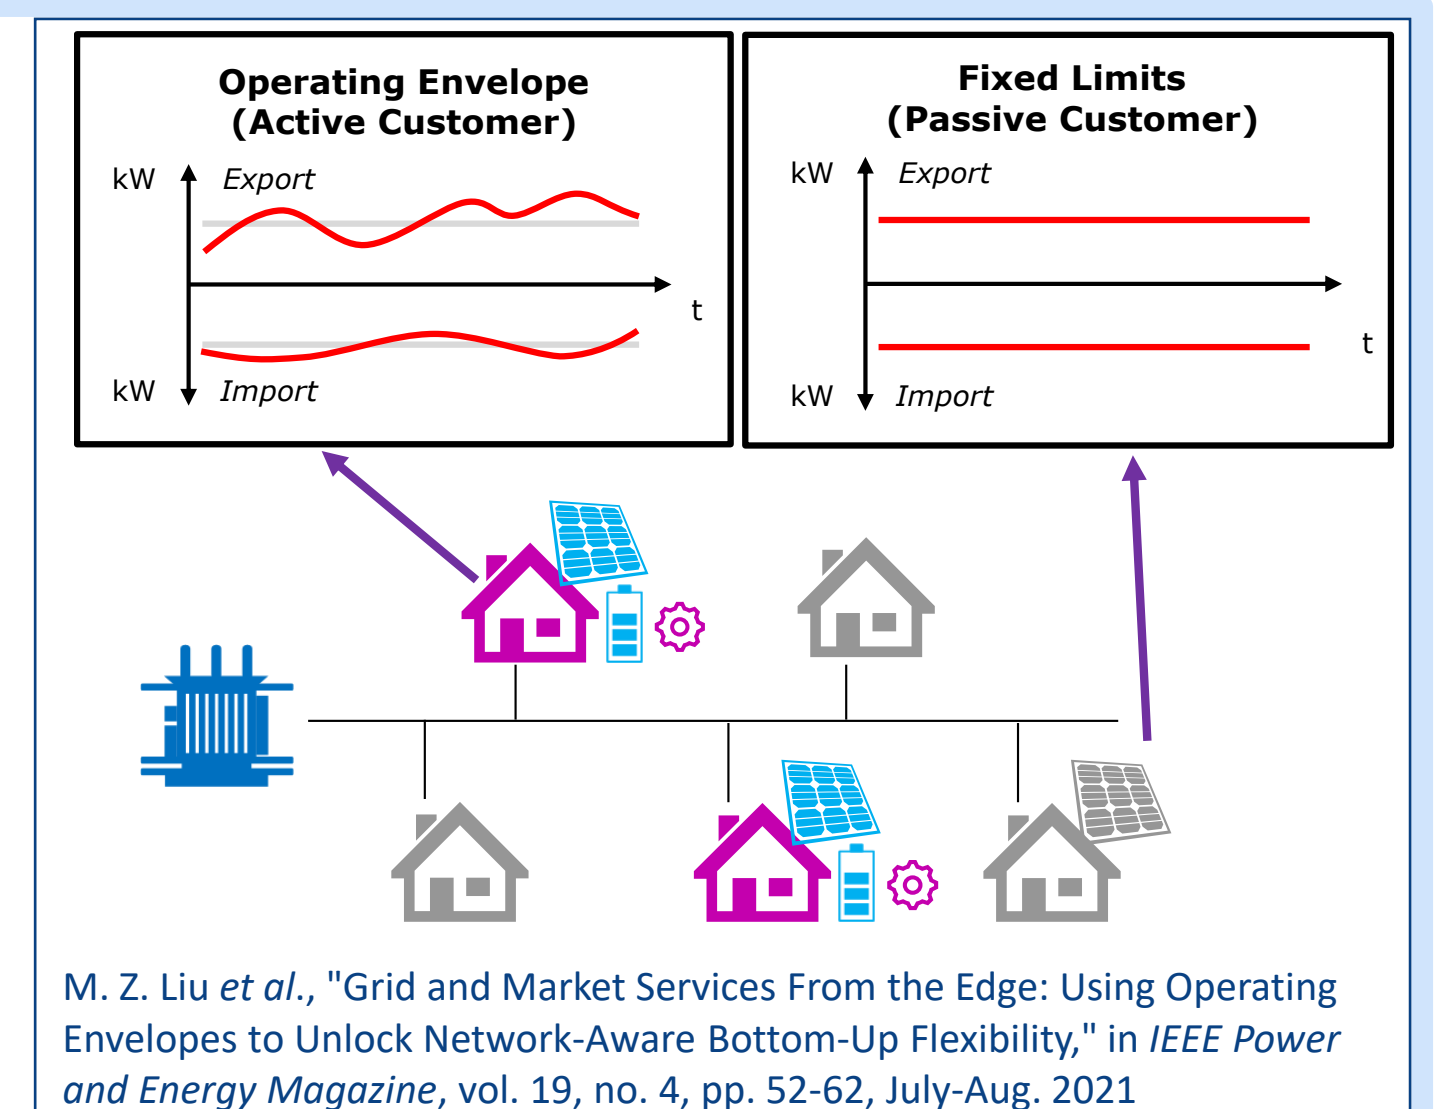 Operating Envelope
(Active Customer)
kW
Export
t
kW
Import
Fixed Limits
(Passive Customer)
kW
Export
t
kW
Import
M. Z. Liu et al., "Grid and Market Services From the Edge: Using Operating
Envelopes to Unlock Network-Aware Bottom-Up Flexibility," in IEEE Power
and Energy Magazine, vol. 19, no. 4, pp. 52-62, July-Aug. 2021